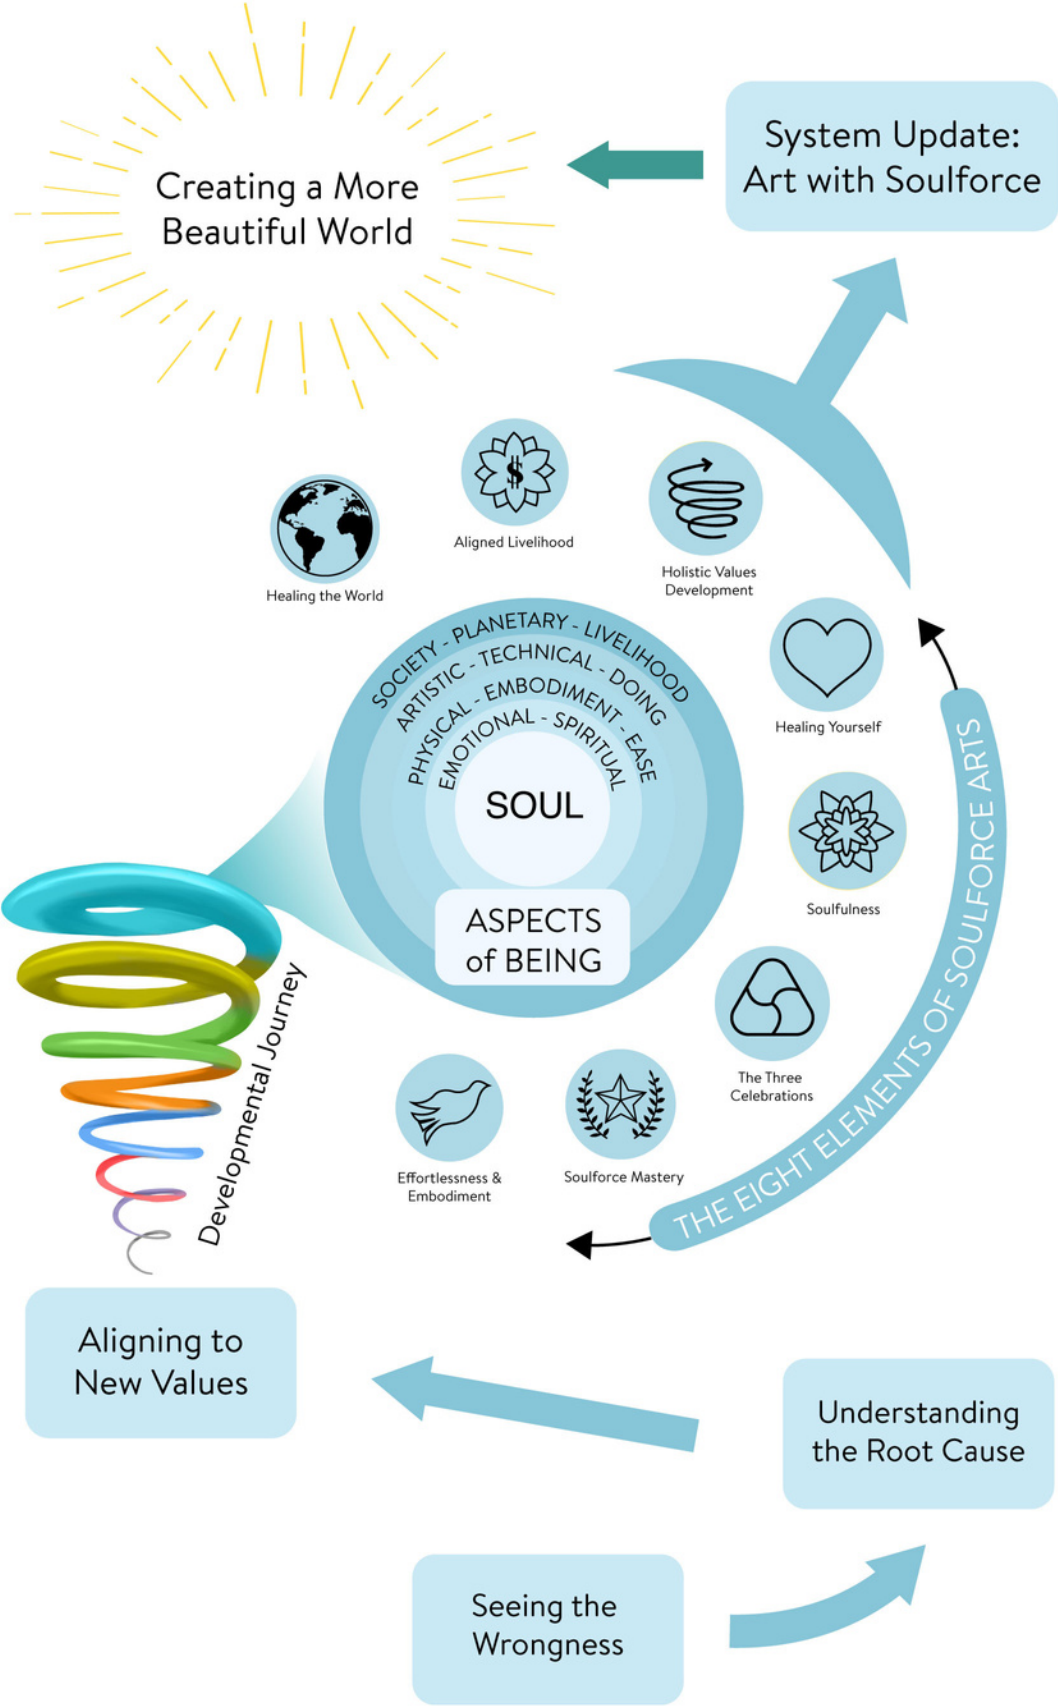 Creating a More
Beautiful World
System Update:
Art with Soulforce
Healing the World
Aligned Livelihood
$
Holistic Values
Development
Healing Yourself
Soulfulness
The Three
Celebrations
Soulforce Mastery
Effortlessness &
Embodiment
THE EIGHT ELEMENTS OF SOULFORCE ARTS
SOCIETY - PLANETARY - LIVELIHOOD
ARTISTIC - TECHNICAL - DOING
PHYSICAL - EMBODIMENT - EASE
EMOTIONAL - SPIRITUAL
SOUL
ASPECTS
of BEING
Developmental Journey
Aligning to
New Values
Understanding
the Root Cause
Seeing the
Wrongness